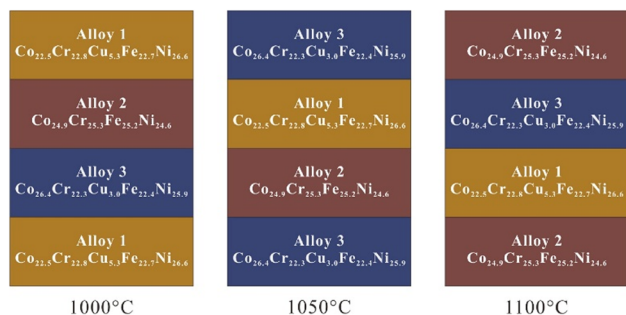 Alloy 1
Co₂₂.₅Cr₂₂.₈Cu₅.₃Fe₂₂.₇Ni₂₆.₆
Alloy 2
Co₂₄.₉Cr₂₅.₃Fe₂₅.₂Ni₂₄.₆
Alloy 3
Co₂₆.₄Cr₂₂.₃Cu₃.₀Fe₂₂.₄Ni₂₅.₉
Alloy 1
Co₂₂.₅Cr₂₂.₈Cu₅.₃Fe₂₂.₇Ni₂₆.₆
1000°C
Alloy 3
Co₂₆.₄Cr₂₂.₃Cu₃.₀Fe₂₂.₄Ni₂₅.₉
Alloy 1
Co₂₂.₅Cr₂₂.₈Cu₅.₃Fe₂₂.₇Ni₂₆.₆
Alloy 2
Co₂₄.₉Cr₂₅.₃Fe₂₅.₂Ni₂₄.₆
Alloy 3
Co₂₆.₄Cr₂₂.₃Cu₃.₀Fe₂₂.₄Ni₂₅.₉
1050°C
Alloy 2
Co₂₄.₉Cr₂₅.₃Fe₂₅.₂Ni₂₄.₆
Alloy 3
Co₂₆.₄Cr₂₂.₃Cu₃.₀Fe₂₂.₄Ni₂₅.₉
Alloy 1
Co₂₂.₅Cr₂₂.₈Cu₅.₃Fe₂₂.₇Ni₂₆.₆
Alloy 2
Co₂₄.₉Cr₂₅.₃Fe₂₅.₂Ni₂₄.₆
1100°C